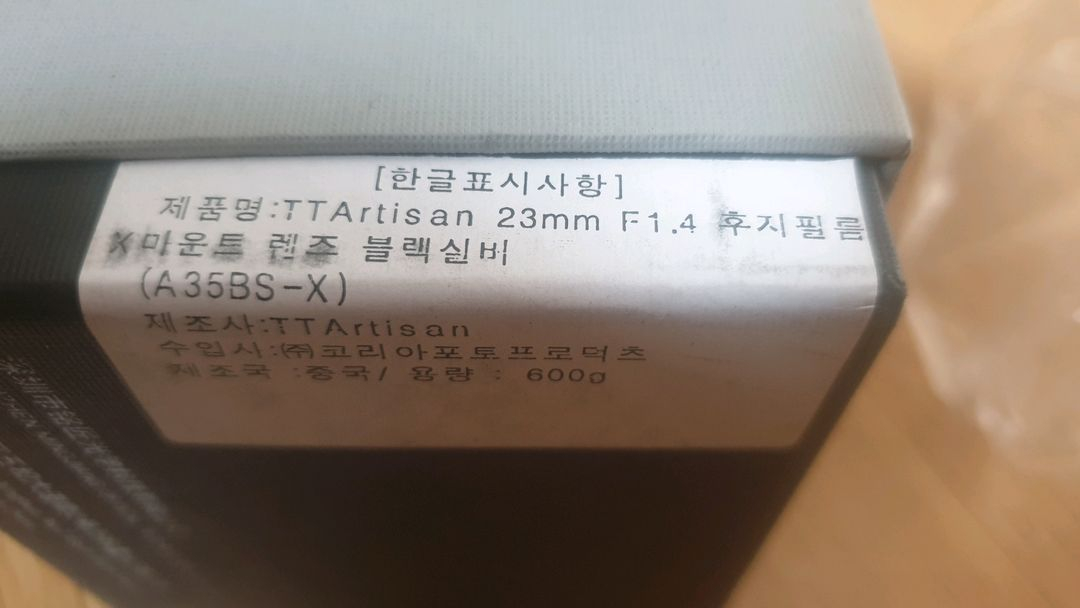 [한글표시사항]
제품명:TTArtisan 23mm F1.4 후지필름
X마운트 렌즈 블랙실버
(A35BS-X)
제조사:TTArtisan
수입사:㈜코리아포토프로덕츠
제조국 :중국/ 용량 : 600g